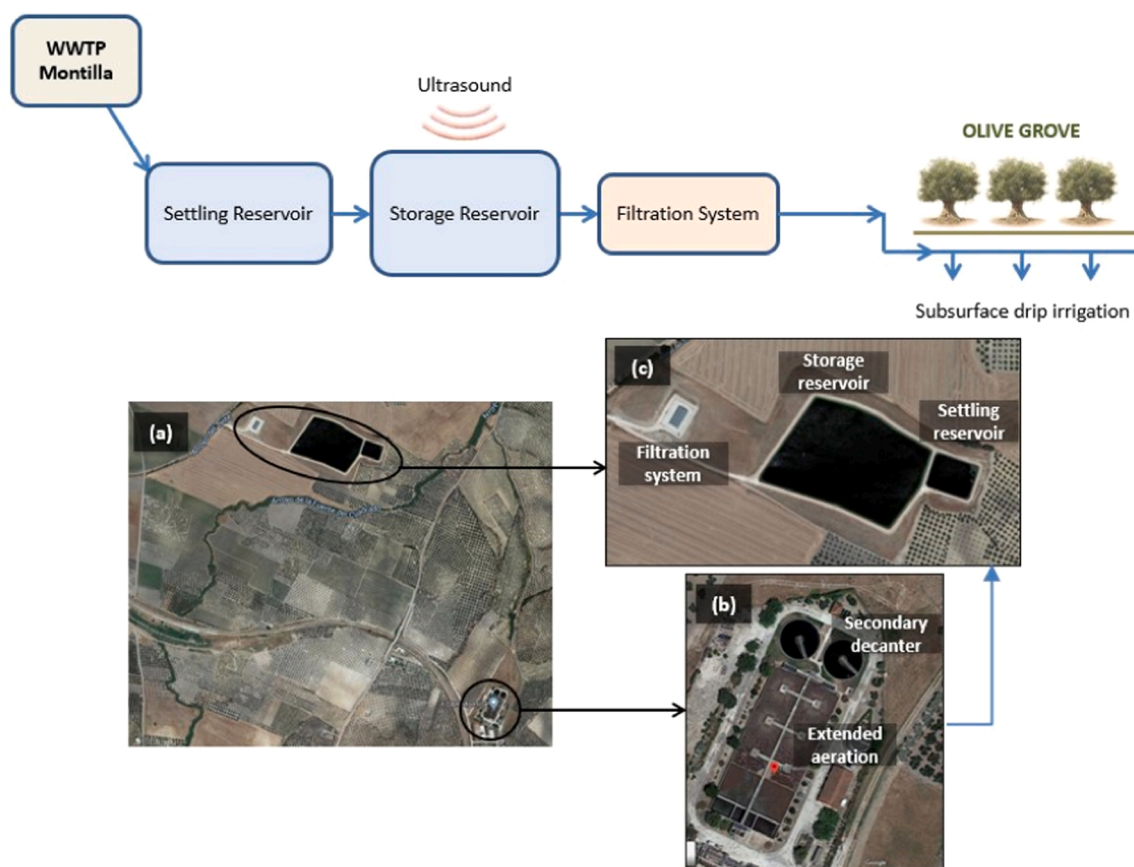 WWTP
Montilla
Ultrasound
OLIVE GROVE
Settling Reservoir
Storage Reservoir
Filtration System
Subsurface drip irrigation
(c)
Storage
reservoir
Settling
reservoir
Filtration
system
(a)
(b)
Secondary
decanter
Extended
aeration
Google